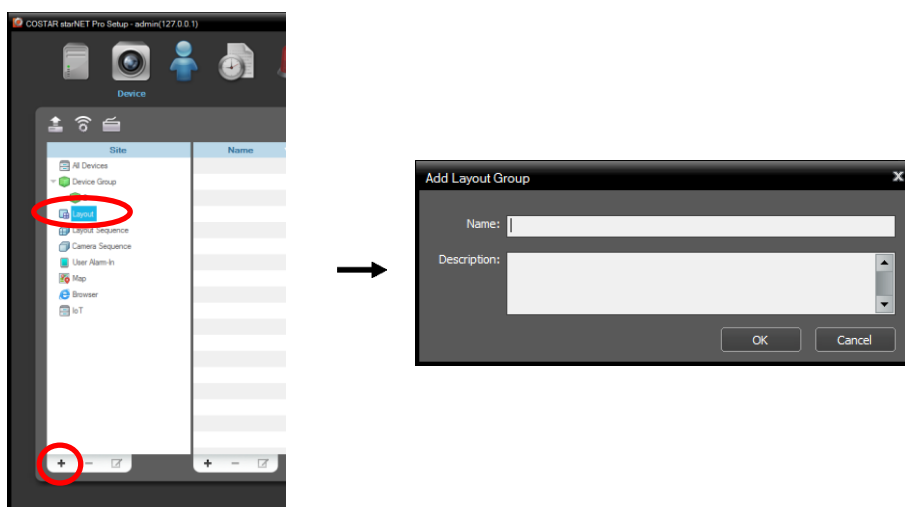 COSTAR starNET Pro Setup - admin(127.0.0.1)
Device
Site
Name
All Devices
Device Group
Layout
Layout Sequence
Camera Sequence
User Alarm-In
Map
Browser
IoT
Add Layout Group
X
Name:
Description:
OK
Cancel